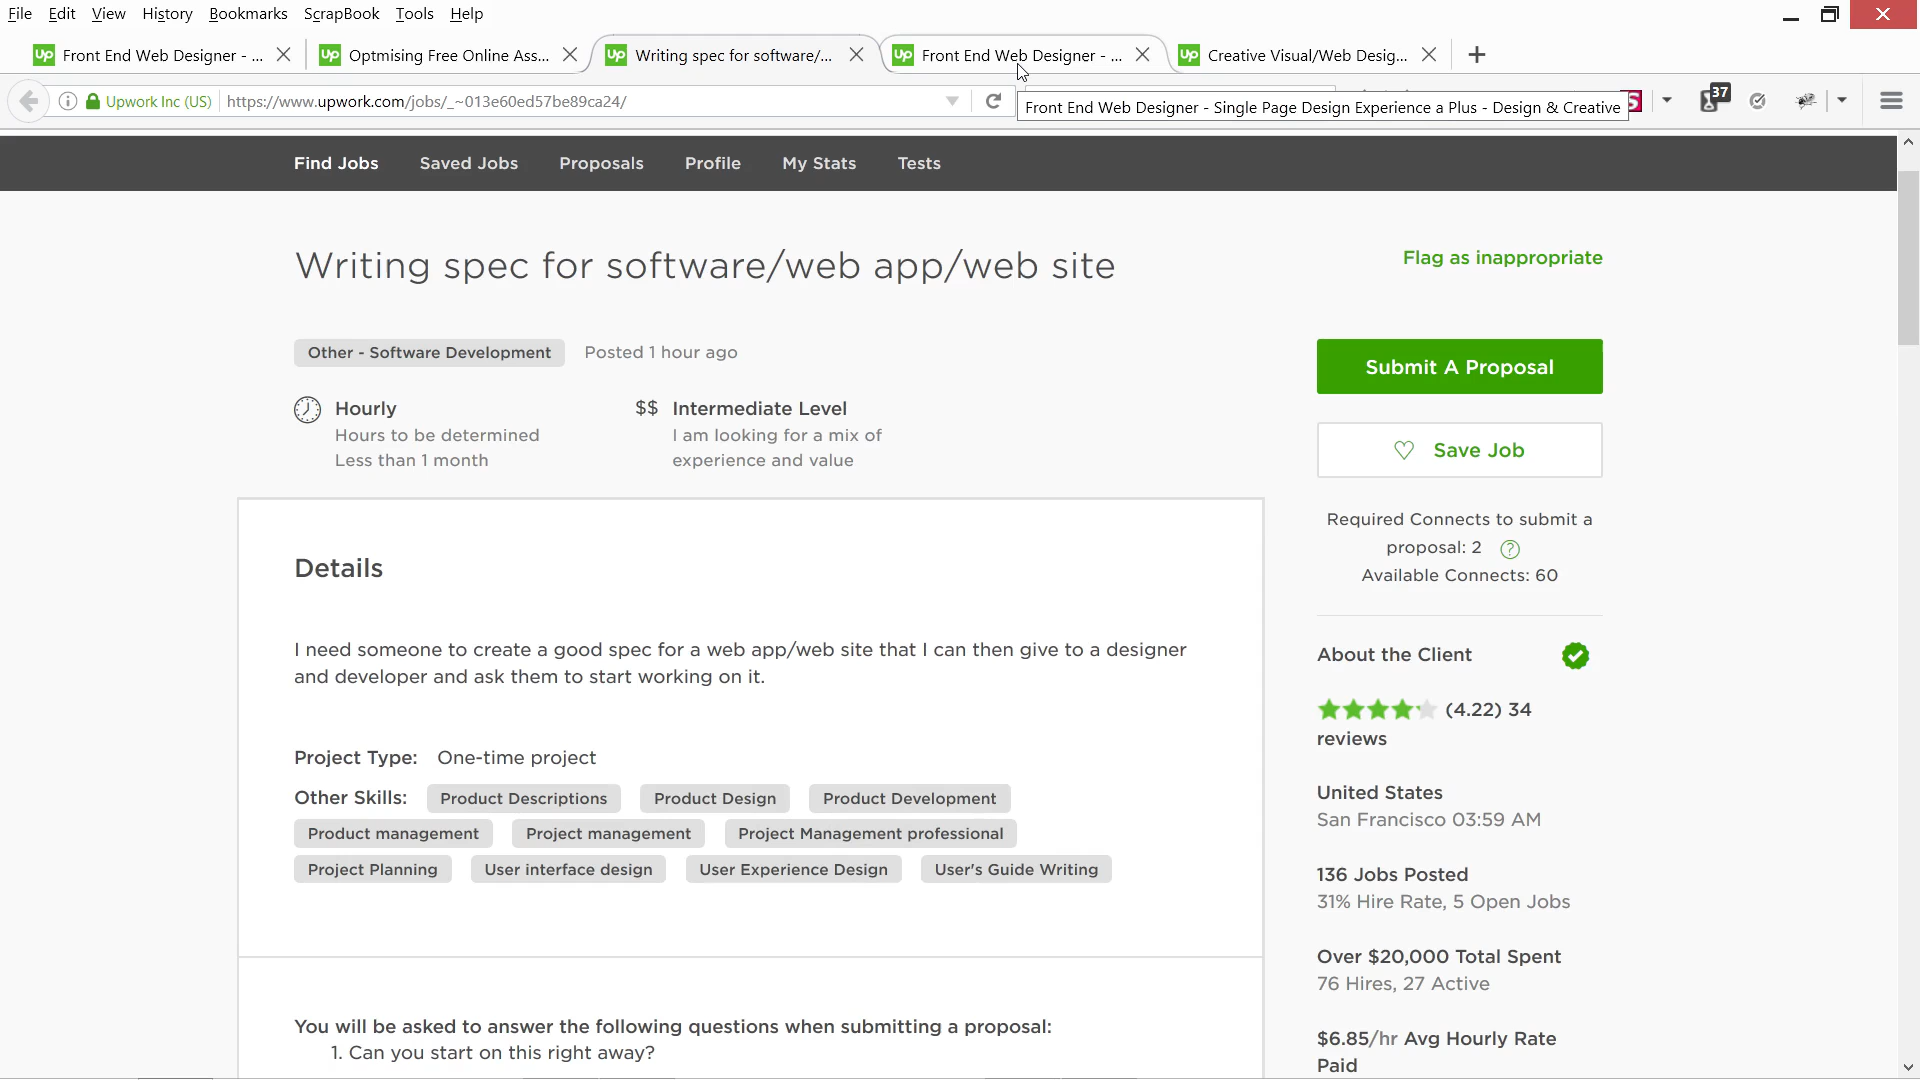 File Edit View History Bookmarks ScrapBook Tools Help
Up Front End Web Designer - ... Up Optmising Free Online Ass... Up Writing spec for software/... Up Front End Web Designer - ... Up Creative Visual/Web Desig...
Upwork Inc (US) https://www.upwork.com/jobs/_~013e60ed57be89ca24/ S 37
Front End Web Designer - Single Page Design Experience a Plus - Design & Creative
Find Jobs Saved Jobs Proposals Profile My Stats Tests
Writing spec for software/web app/web site
Flag as inappropriate
Other - Software Development Posted 1 hour ago
Submit A Proposal
Hourly
Hours to be determined
Less than 1 month
$$ Intermediate Level
I am looking for a mix of
experience and value
Save Job
Required Connects to submit a
proposal: 2 ?
Available Connects: 60
Details
I need someone to create a good spec for a web app/web site that I can then give to a designer
and developer and ask them to start working on it.
Project Type: One-time project
Other Skills: Product Descriptions Product Design Product Development
Product management Project management Project Management professional
Project Planning User interface design User Experience Design User's Guide Writing
You will be asked to answer the following questions when submitting a proposal:
1. Can you start on this right away?
About the Client
(4.22) 34
reviews
United States
San Francisco 03:59 AM
136 Jobs Posted
31% Hire Rate, 5 Open Jobs
Over $20,000 Total Spent
76 Hires, 27 Active
$6.85/hr Avg Hourly Rate
Paid